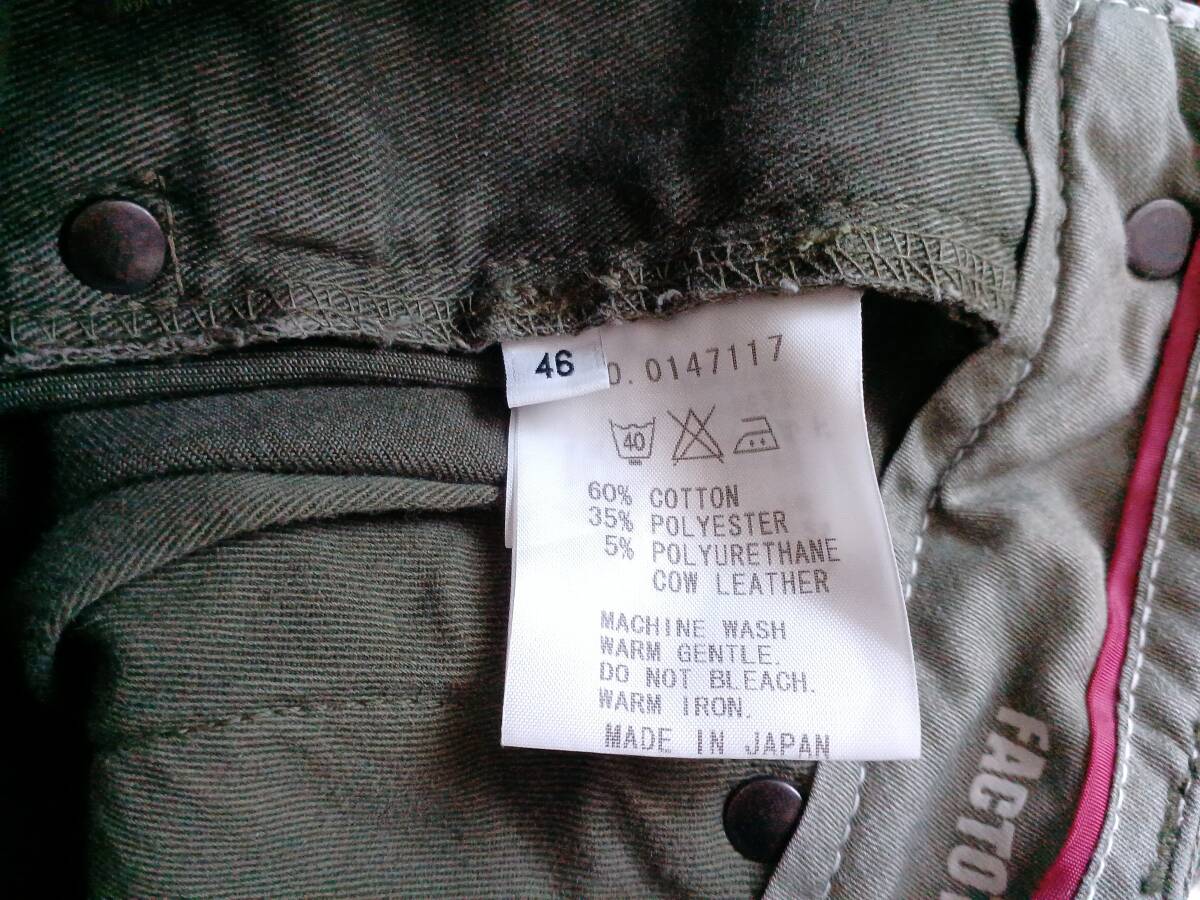 46
0147117
40
60% COTTON
35% POLYESTER
5% POLYURETHANE
COW LEATHER
MACHINE WASH
WARM GENTLE.
DO NOT BLEACH.
WARM IRON.
MADE IN JAPAN